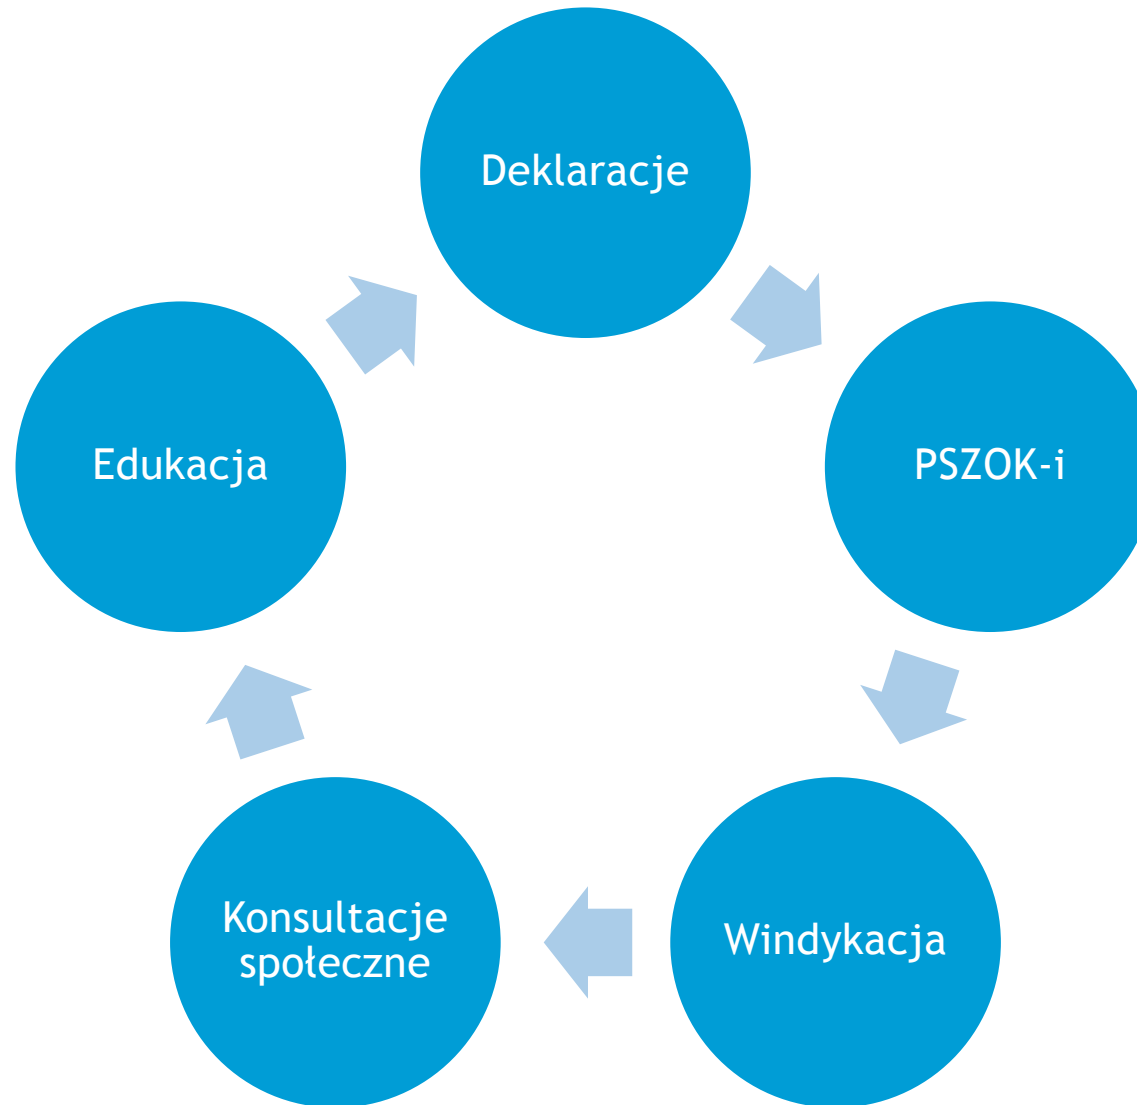 Deklaracje
Edukacja
PSZOK-i
Konsultacje
społeczne
Windykacja